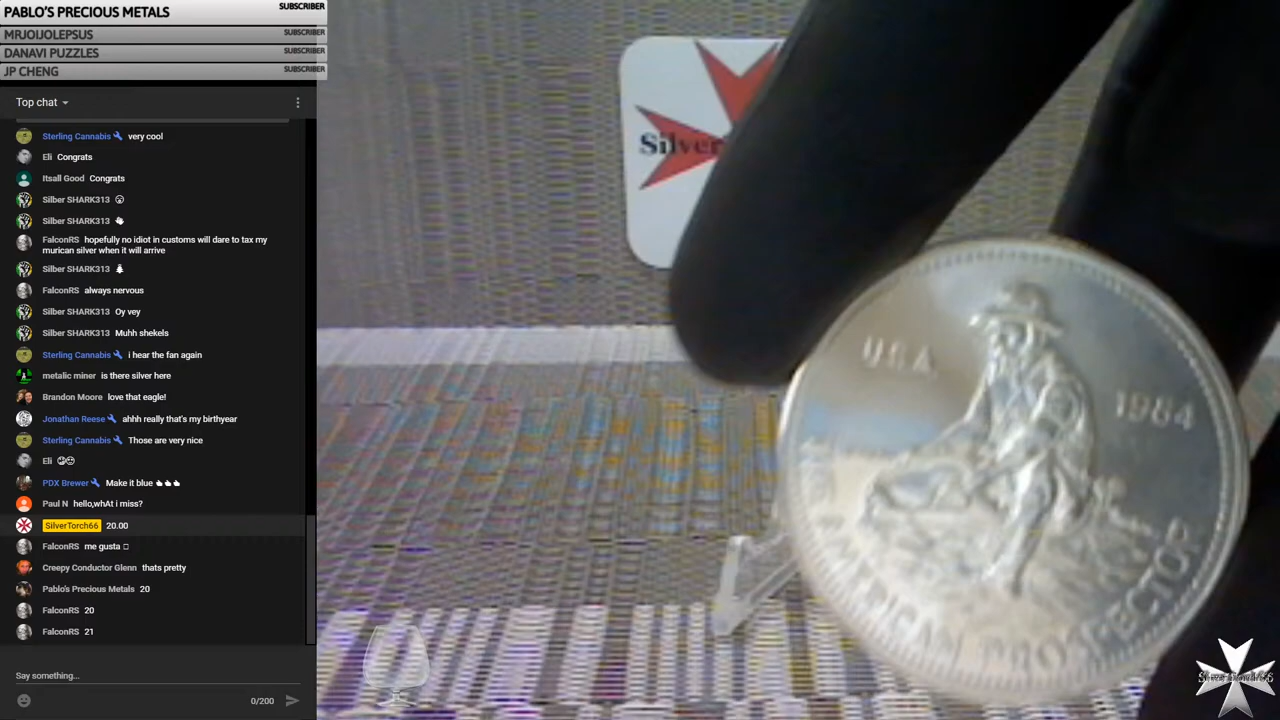 PABLO'S PRECIOUS METALS SUBSCRIBER
MRJOIJOLEPSUS SUBSCRIBER
DANAVI PUZZLES SUBSCRIBER
JP CHENG SUBSCRIBER
Top chat
Sterling Cannabis very cool
Eli Congrats
Itsall Good Congrats
Silber SHARK313
Silber SHARK313
FalconRS hopefully no idiot in customs will dare to tax my
murican silver when it will arrive
Silber SHARK313
FalconRS always nervous
Silber SHARK313 Oy vey
Silber SHARK313 Muhh shekels
Sterling Cannabis i hear the fan again
metalic miner is there silver here
Brandon Moore love that eagle!
Jonathan Reese ahhh really that's my birthyear
Sterling Cannabis Those are very nice
Eli
PDX Brewer Make it blue
Paul N hello,whAt i miss?
SilverTorch66 20.00
FalconRS me gusta
Creepy Conductor Glenn thats pretty
Pablo's Precious Metals 20
FalconRS 20
FalconRS 21
Say something...
0/200
Silver
USA
1984
AMERICAN PROSPECTOR